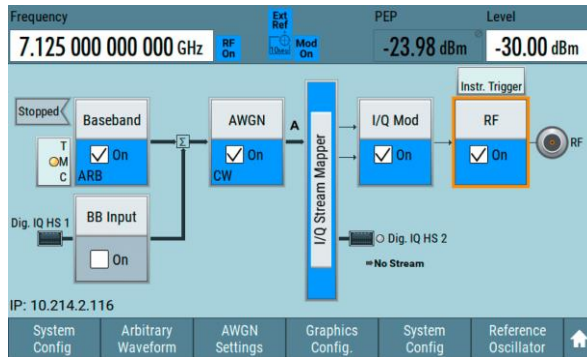 Frequency
7.125 000 000 000 GHz
RF
On
Ext
Ref
Mod
On
PEP
-23.98 dBm
Level
-30.00 dBm
Instr. Trigger
Stopped
Baseband
On
ARB
T
M
C
Σ
AWGN
On
CW
A
I/Q Stream Mapper
I/Q Mod
On
RF
On
RF
Dig. IQ HS 1
BB Input
On
Dig. IQ HS 2
No Stream
IP: 10.214.2.116
System
Config
Arbitrary
Waveform
AWGN
Settings
Graphics
Config.
System
Config
Reference
Oscillator